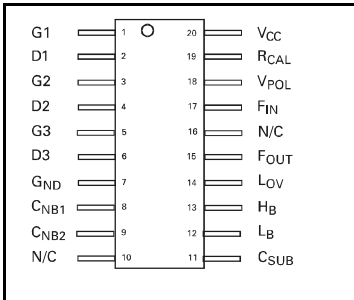 G1 1 20 VCC
D1 2 19 RCAL
G2 3 18 VPOL
D2 4 17 FIN
G3 5 16 N/C
D3 6 15 FOUT
GND 7 14 LOV
CNB1 8 13 HB
CNB2 9 12 LB
N/C 10 11 CSUB